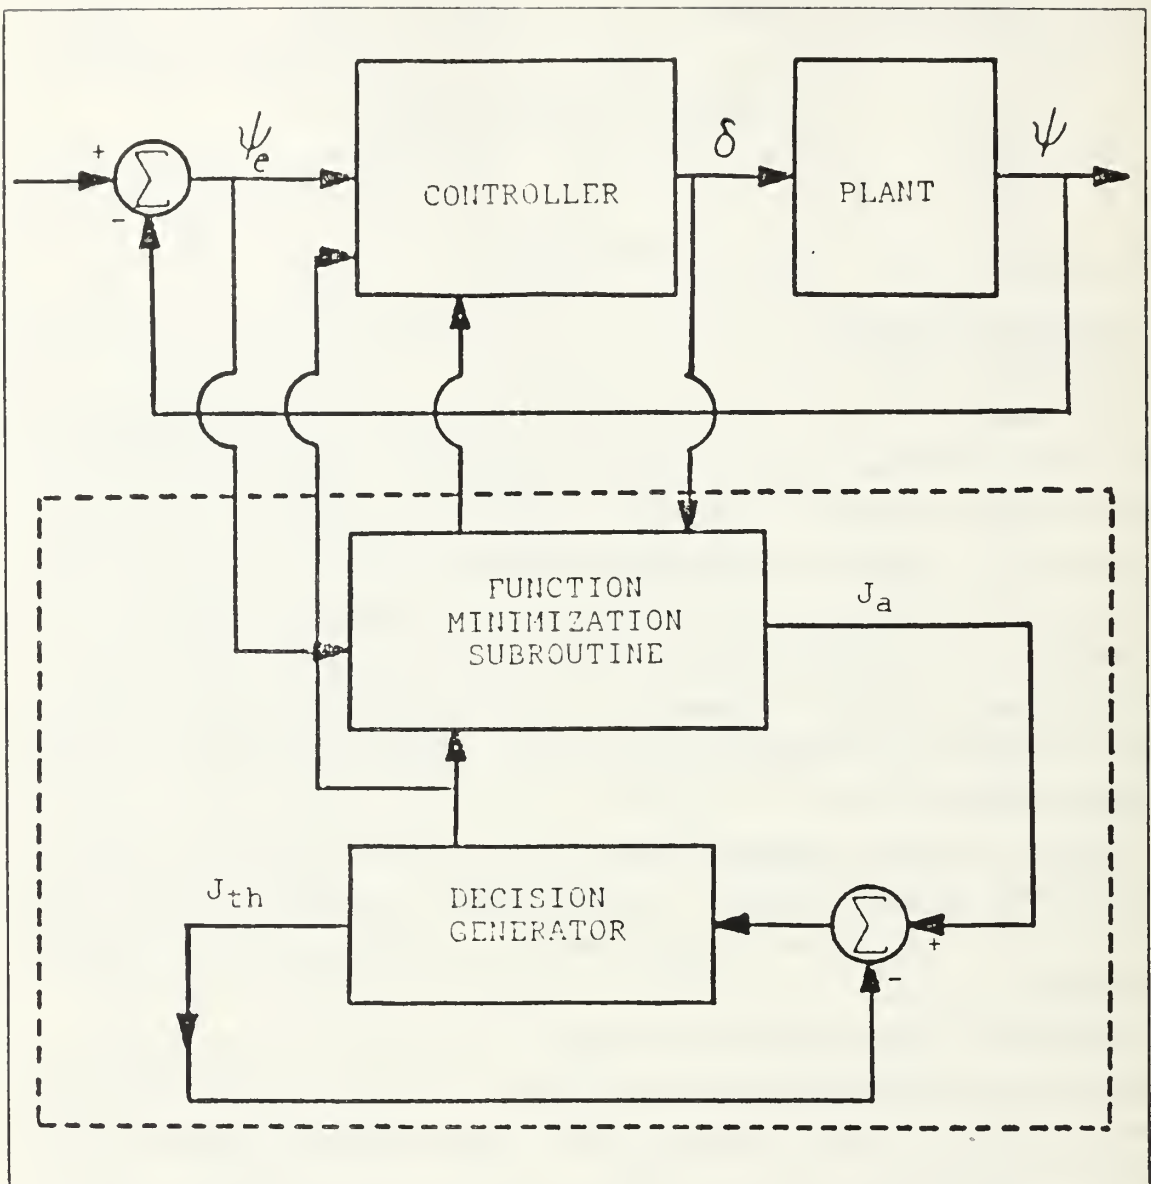 +
Σ
-
ψe
CONTROLLER
δ
PLANT
ψ
FUNCTION
MINIMIZATION
SUBROUTINE
Ja
Jth
DECISION
GENERATOR
Σ
+
-